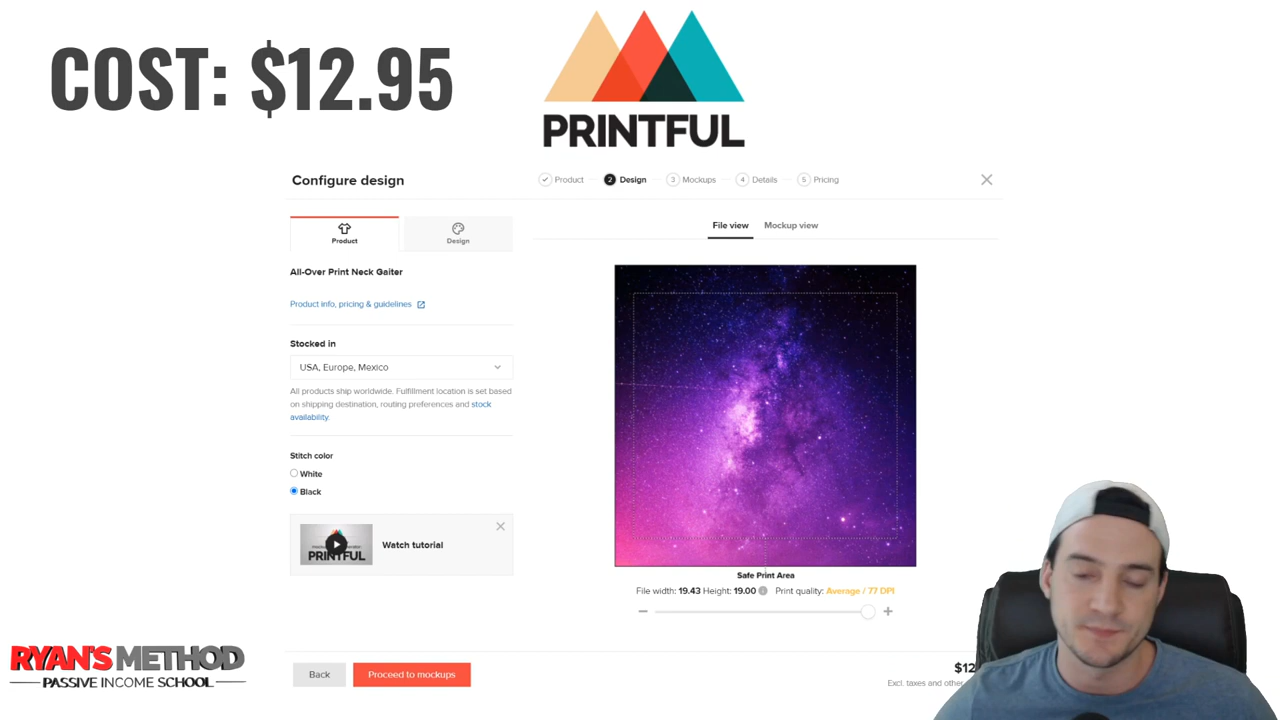 COST: $12.95
PRINTFUL
Configure design
Product
2 Design
3 Mockups
4 Details
5 Pricing
Product
Design
File view
Mockup view
All-Over Print Neck Gaiter
Product info, pricing & guidelines
Stocked in
USA, Europe, Mexico
All products ship worldwide. Fulfillment location is set based
on shipping destination, routing preferences and stock
availability.
Stitch color
White
Black
PRINTFUL
Watch tutorial
Safe Print Area
File width: 19.43 Height: 19.00 Print quality: Average / 77 DPI
RYAN'S METHOD
PASSIVE INCOME SCHOOL
Back
Proceed to mockups
$12
Excl. taxes and other